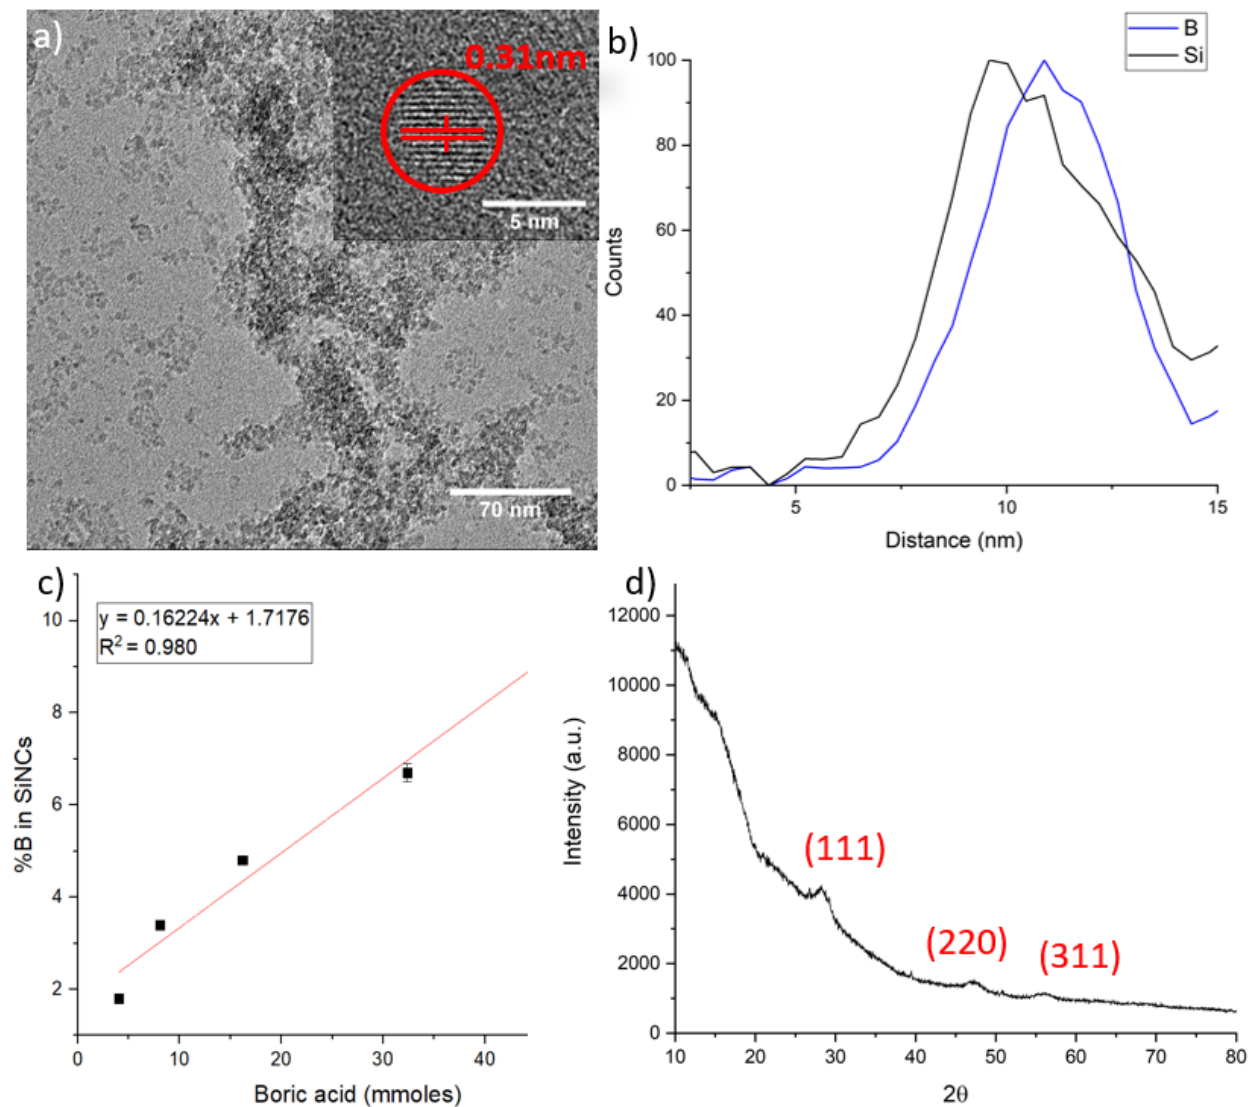 a)
0.31nm
5 nm
70 nm
b)
B
Si
100
80
60
40
20
0
Counts
5
10
15
Distance (nm)
c)
y = 0.16224x + 1.7176
R² = 0.980
10
8
6
4
2
%B in SiNCs
0
10
20
30
40
Boric acid (mmoles)
d)
12000
10000
8000
6000
4000
2000
0
Intensity (a.u.)
(111)
(220)
(311)
10
20
30
40
50
60
70
80
2θ